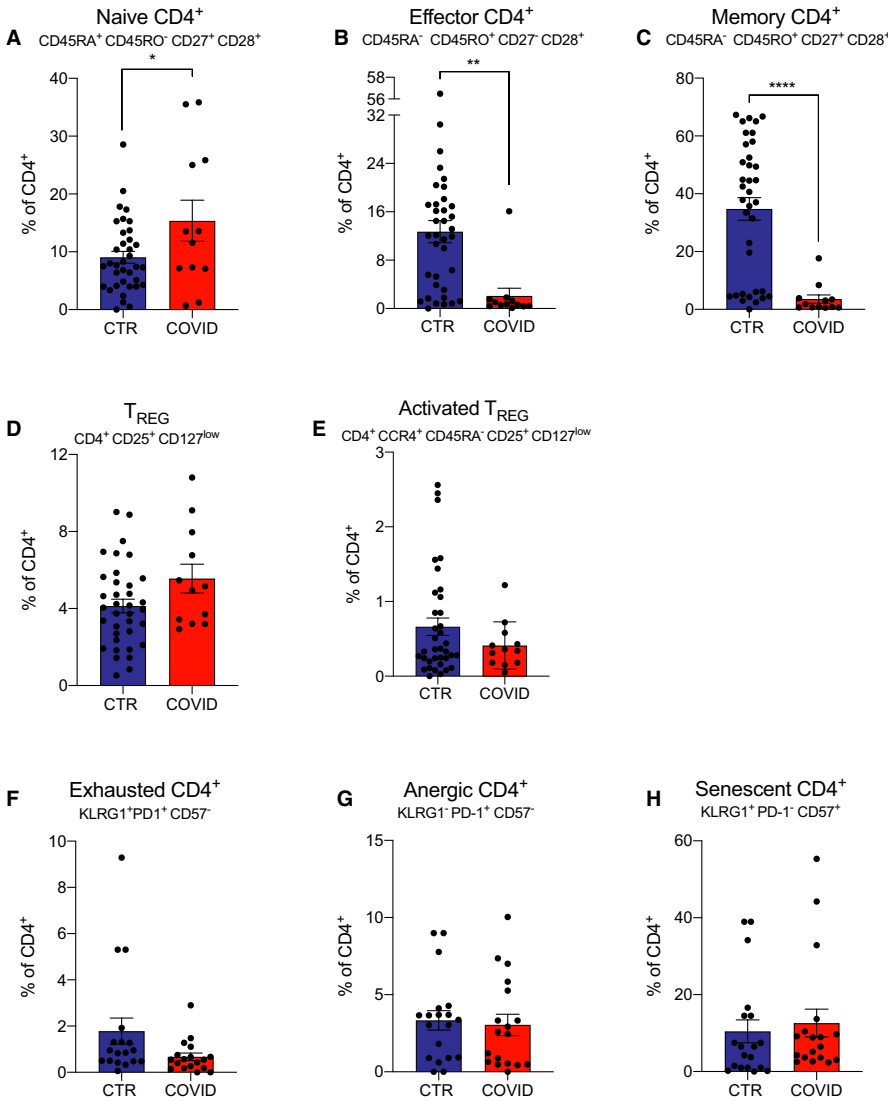 A
Naive CD4⁺
CD45RA⁺ CD45RO⁻ CD27⁺ CD28⁺
*
40
30
20
10
0
% of CD4⁺
CTR COVID
B
Effector CD4⁺
CD45RA⁻ CD45RO⁺ CD27⁻ CD28⁺
**
58
56
32
24
16
8
0
% of CD4⁺
CTR COVID
C
Memory CD4⁺
CD45RA⁻ CD45RO⁺ CD27⁺ CD28⁺
****
100
80
60
40
20
0
% of CD4⁺
CTR COVID
D
T_REG
CD4⁺ CD25⁺ CD127ˡᵒʷ
12
8
4
0
% of CD4⁺
CTR COVID
E
Activated T_REG
CD4⁺ CCR4⁺ CD45RA⁻ CD25⁺ CD127ˡᵒʷ
3
2
1
0
% of CD4⁺
CTR COVID
F
Exhausted CD4⁺
KLRG1⁺PD1⁺ CD57⁻
10
8
6
4
2
0
% of CD4⁺
CTR COVID
G
Anergic CD4⁺
KLRG1⁻ PD-1⁺ CD57⁻
15
10
5
0
% of CD4⁺
CTR COVID
H
Senescent CD4⁺
KLRG1⁺ PD-1⁻ CD57⁺
60
40
20
0
% of CD4⁺
CTR COVID